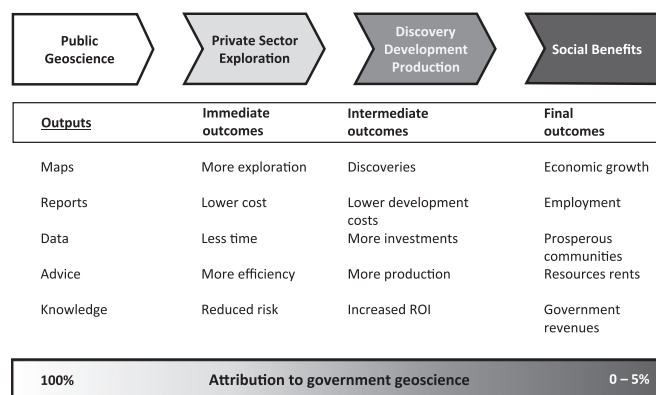 Public
Geoscience
Private Sector
Exploration
Discovery
Development
Production
Social Benefits
Outputs
Immediate
outcomes
Intermediate
outcomes
Final
outcomes
Maps
More exploration
Discoveries
Economic growth
Reports
Lower cost
Lower development
costs
Employment
Data
Less time
More investments
Prosperous
communities
Advice
More efficiency
More production
Resources rents
Knowledge
Reduced risk
Increased ROI
Government
revenues
100%
Attribution to government geoscience
0 – 5%